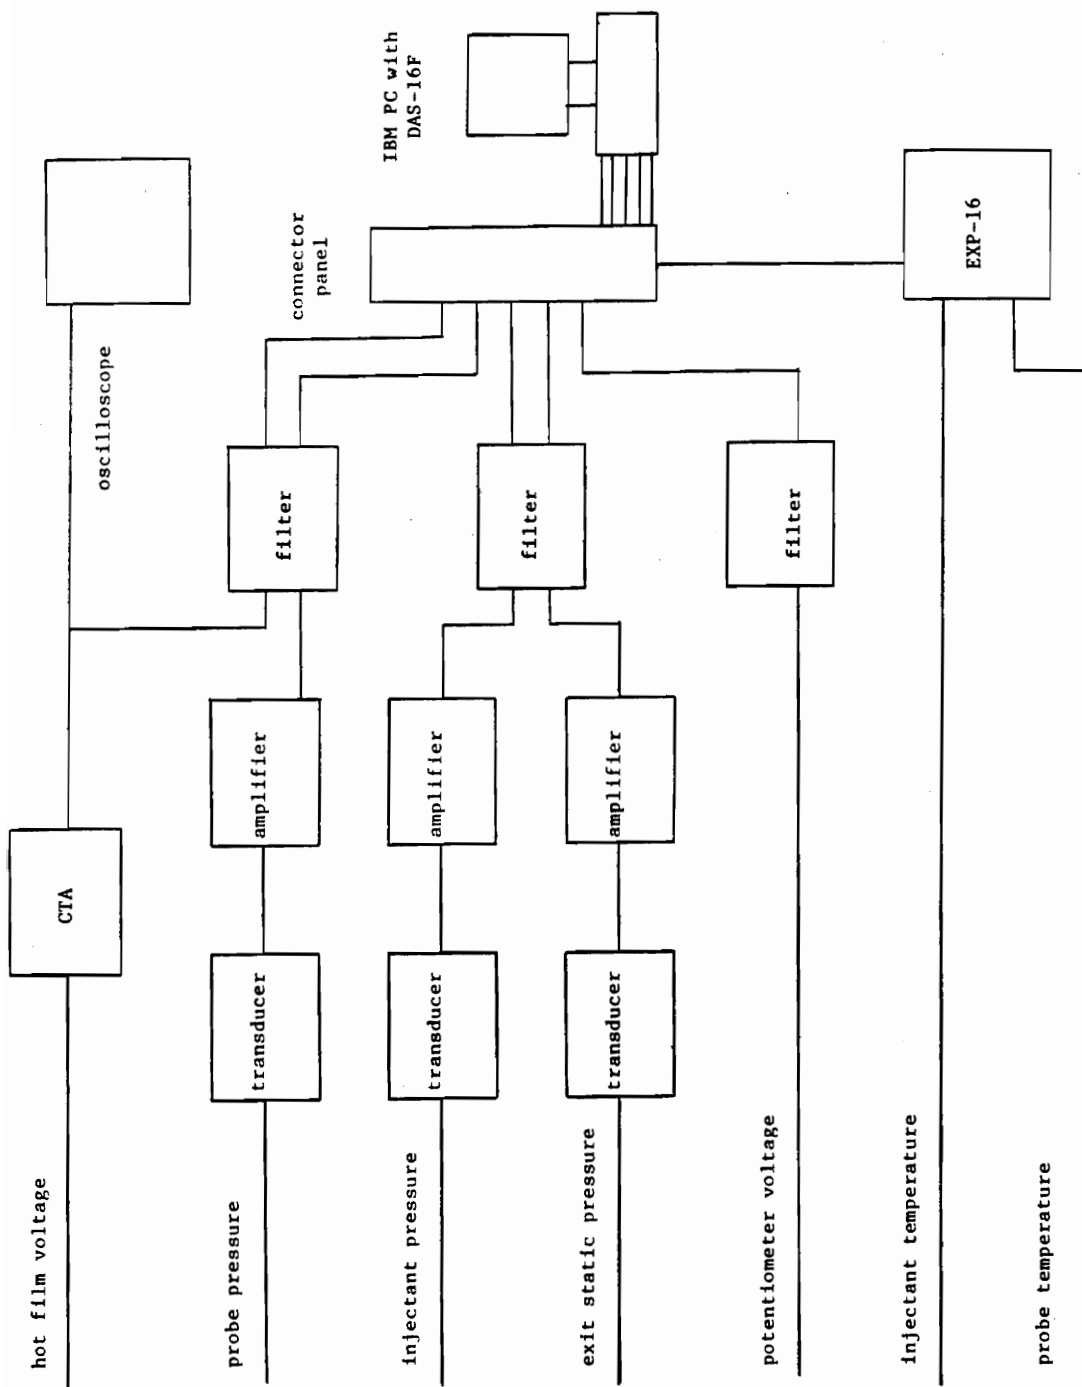 hot film voltage
CTA
oscilloscope
probe pressure
transducer
amplifier
filter
connector
panel
IBM PC with
DAS-16F
injectant pressure
transducer
amplifier
filter
exit static pressure
transducer
amplifier
potentiometer voltage
filter
injectant temperature
EXP-16
probe temperature